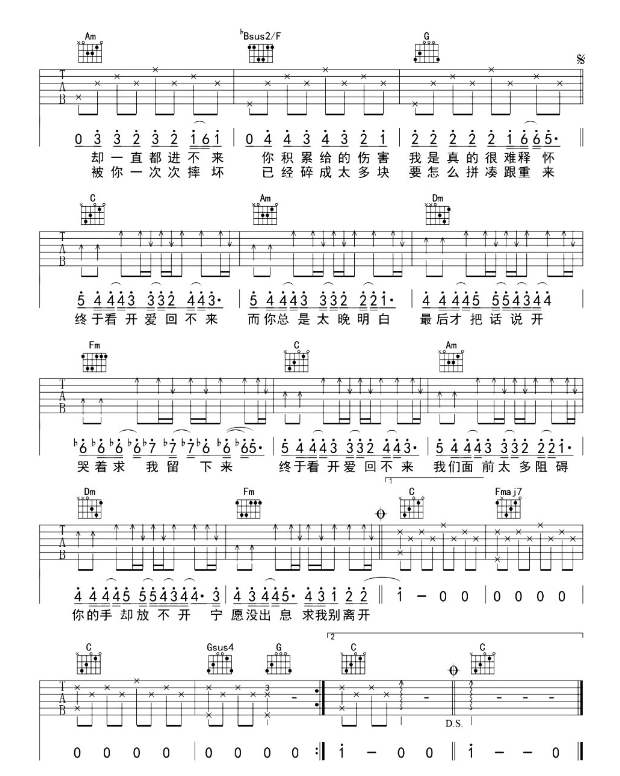 Am ♭Bsus2/F G
T A B
0 3 3 2 3 2 1 6 1 | 0 4 4 3 4 3 2 1 | 2 2 2 2 2 1 6 6 5·
却一直都进不来 你积累给的伤害 我是真的很难释怀
被你一次次摔坏 已经碎成太多块 要怎么拼凑跟重来
C Am Dm
T A B
5 4 4 4 3 3 3 2 4 4 3· | 5 4 4 4 3 3 3 2 2 2 1· | 4 4 4 4 5 5 5 4 3 4 4
终于看开爱回不来 而你总是太晚明白 最后才把话说开
Fm C Am
T A B
♭6 ♭6 ♭6 ♭6 ♭7 ♭7 ♭6 ♭6 ♭6 5· | 5 4 4 4 3 3 3 2 4 4 3· | 5 4 4 4 3 3 3 2 2 2 1·
哭着求我留下来 终于看开爱回不来 我们面前太多阻碍
1
Dm Fm C Fmaj7
T A B
4 4 4 4 5 5 5 4 3 4 4· 3 | 4 3 4 4 5· 4 3 1 2 2 | 1 - 0 0 | 0 0 0 0
你的手却放不开 宁愿没出息求我别离开
2
C Gsus4 G C C
T A B
3
D.S.
0 0 0 0 | 0 0 0 0 :| 1 - 0 0 | 1 - 0 0